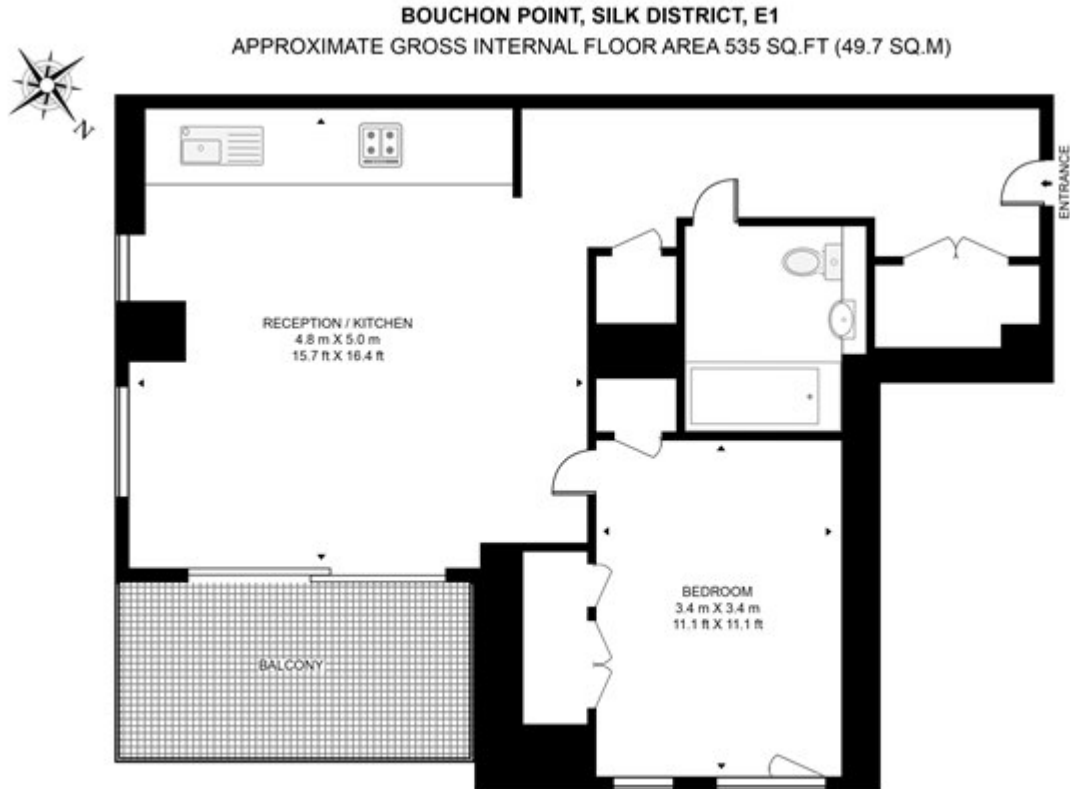 BOUCHON POINT, SILK DISTRICT, E1
APPROXIMATE GROSS INTERNAL FLOOR AREA 535 SQ.FT (49.7 SQ.M)
N
ENTRANCE
RECEPTION / KITCHEN
4.8 m X 5.0 m
15.7 ft X 16.4 ft
BEDROOM
3.4 m X 3.4 m
11.1 ft X 11.1 ft
BALCONY